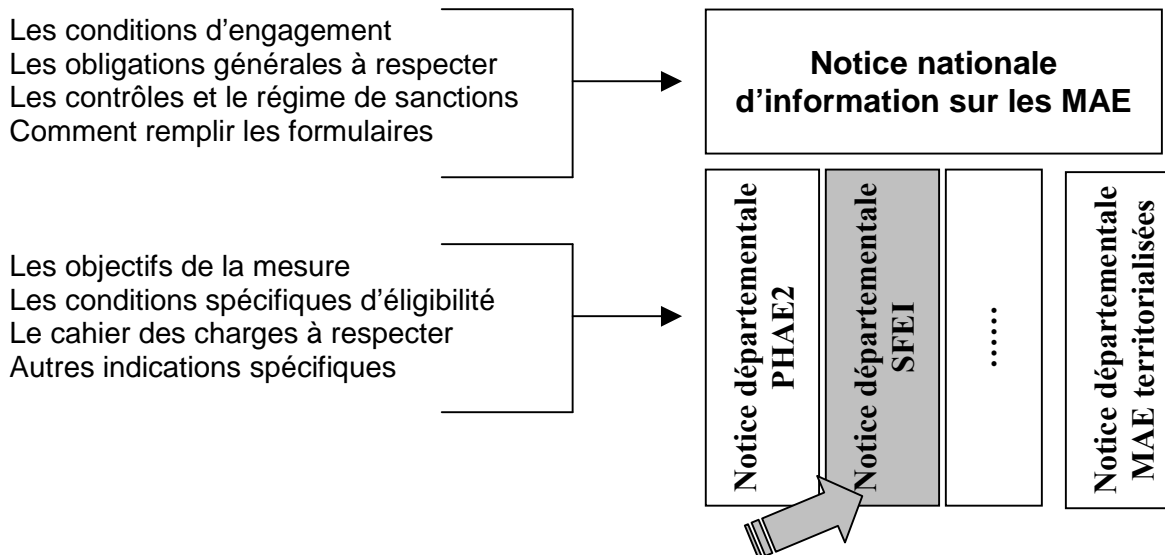 Les conditions d’engagement
Les obligations générales à respecter
Les contrôles et le régime de sanctions
Comment remplir les formulaires
Notice nationale
d’information sur les MAE
Les objectifs de la mesure
Les conditions spécifiques d’éligibilité
Le cahier des charges à respecter
Autres indications spécifiques
Notice départementale
PHAE2
Notice départementale
SFEI
……
Notice départementale
MAE territorialisées